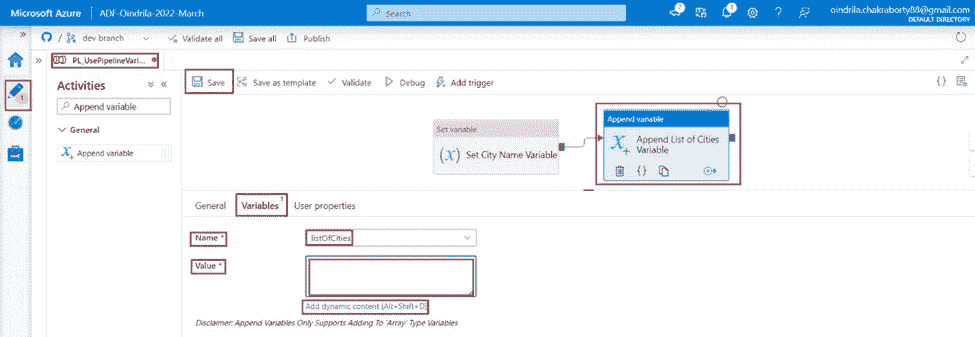 Microsoft Azure ADF-Oindrila-2022-March Search 2 1 oindrila.chakraborty88@gmail.com
DEFAULT DIRECTORY
dev branch Validate all Save all Publish
PL_UsePipelineVari...
Activities
Append variable
General
Append variable
1
Save Save as template Validate Debug Add trigger
Set variable
(x) Set City Name Variable
Append variable
Append List of Cities
Variable
General Variables 1 User properties
Name *
listOfCities
Value *
Add dynamic content [Alt+Shift+D]
Disclaimer: Append Variables Only Supports Adding To 'Array' Type Variables